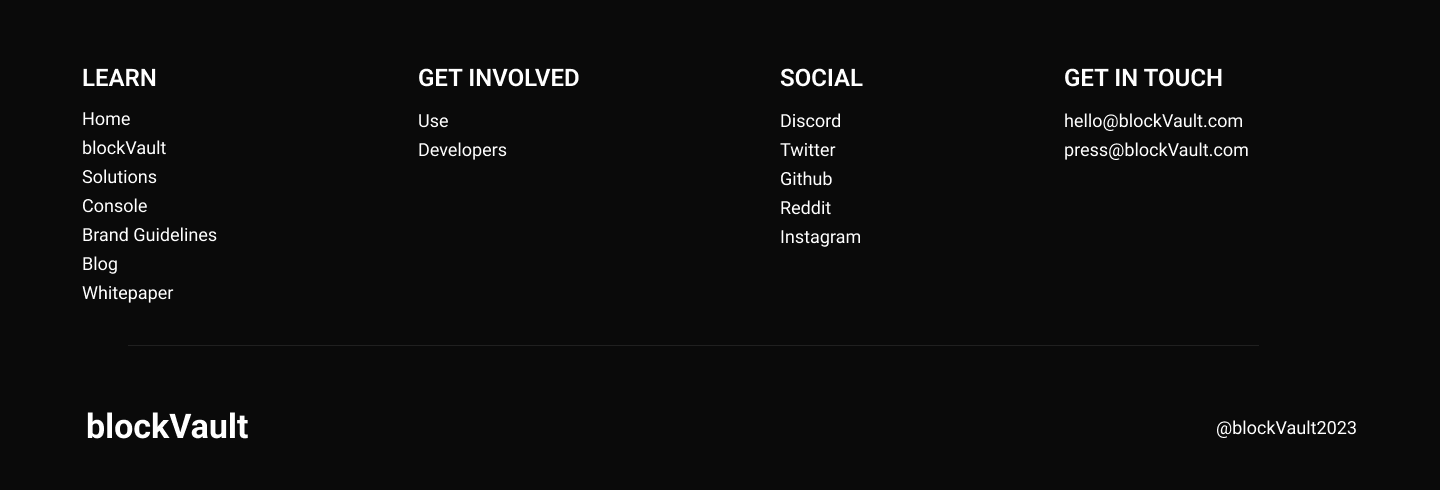 LEARN
Home
blockVault
Solutions
Console
Brand Guidelines
Blog
Whitepaper
GET INVOLVED
Use
Developers
SOCIAL
Discord
Twitter
Github
Reddit
Instagram
GET IN TOUCH
hello@blockVault.com
press@blockVault.com
blockVault
@blockVault2023